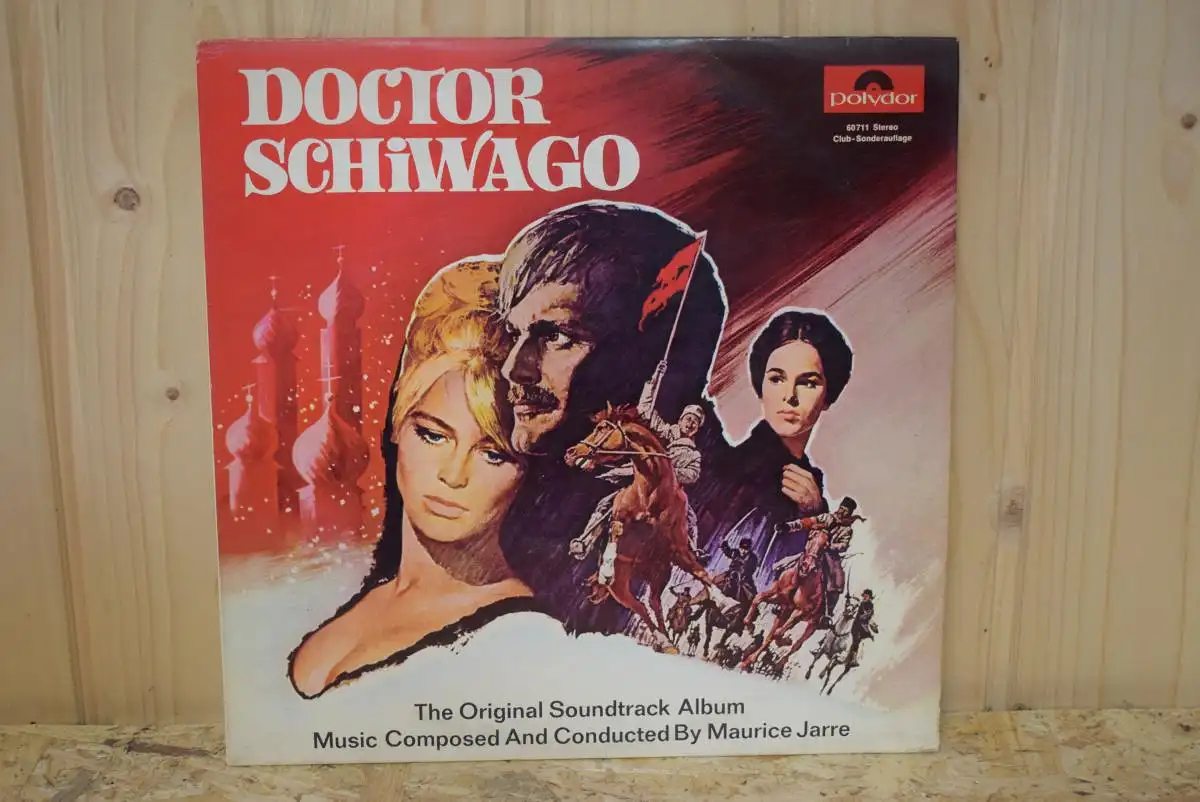 DOCTOR
SCHiWAGO
polydor
60711 Stereo
Club-Sonderauflage
The Original Soundtrack Album
Music Composed And Conducted By Maurice Jarre